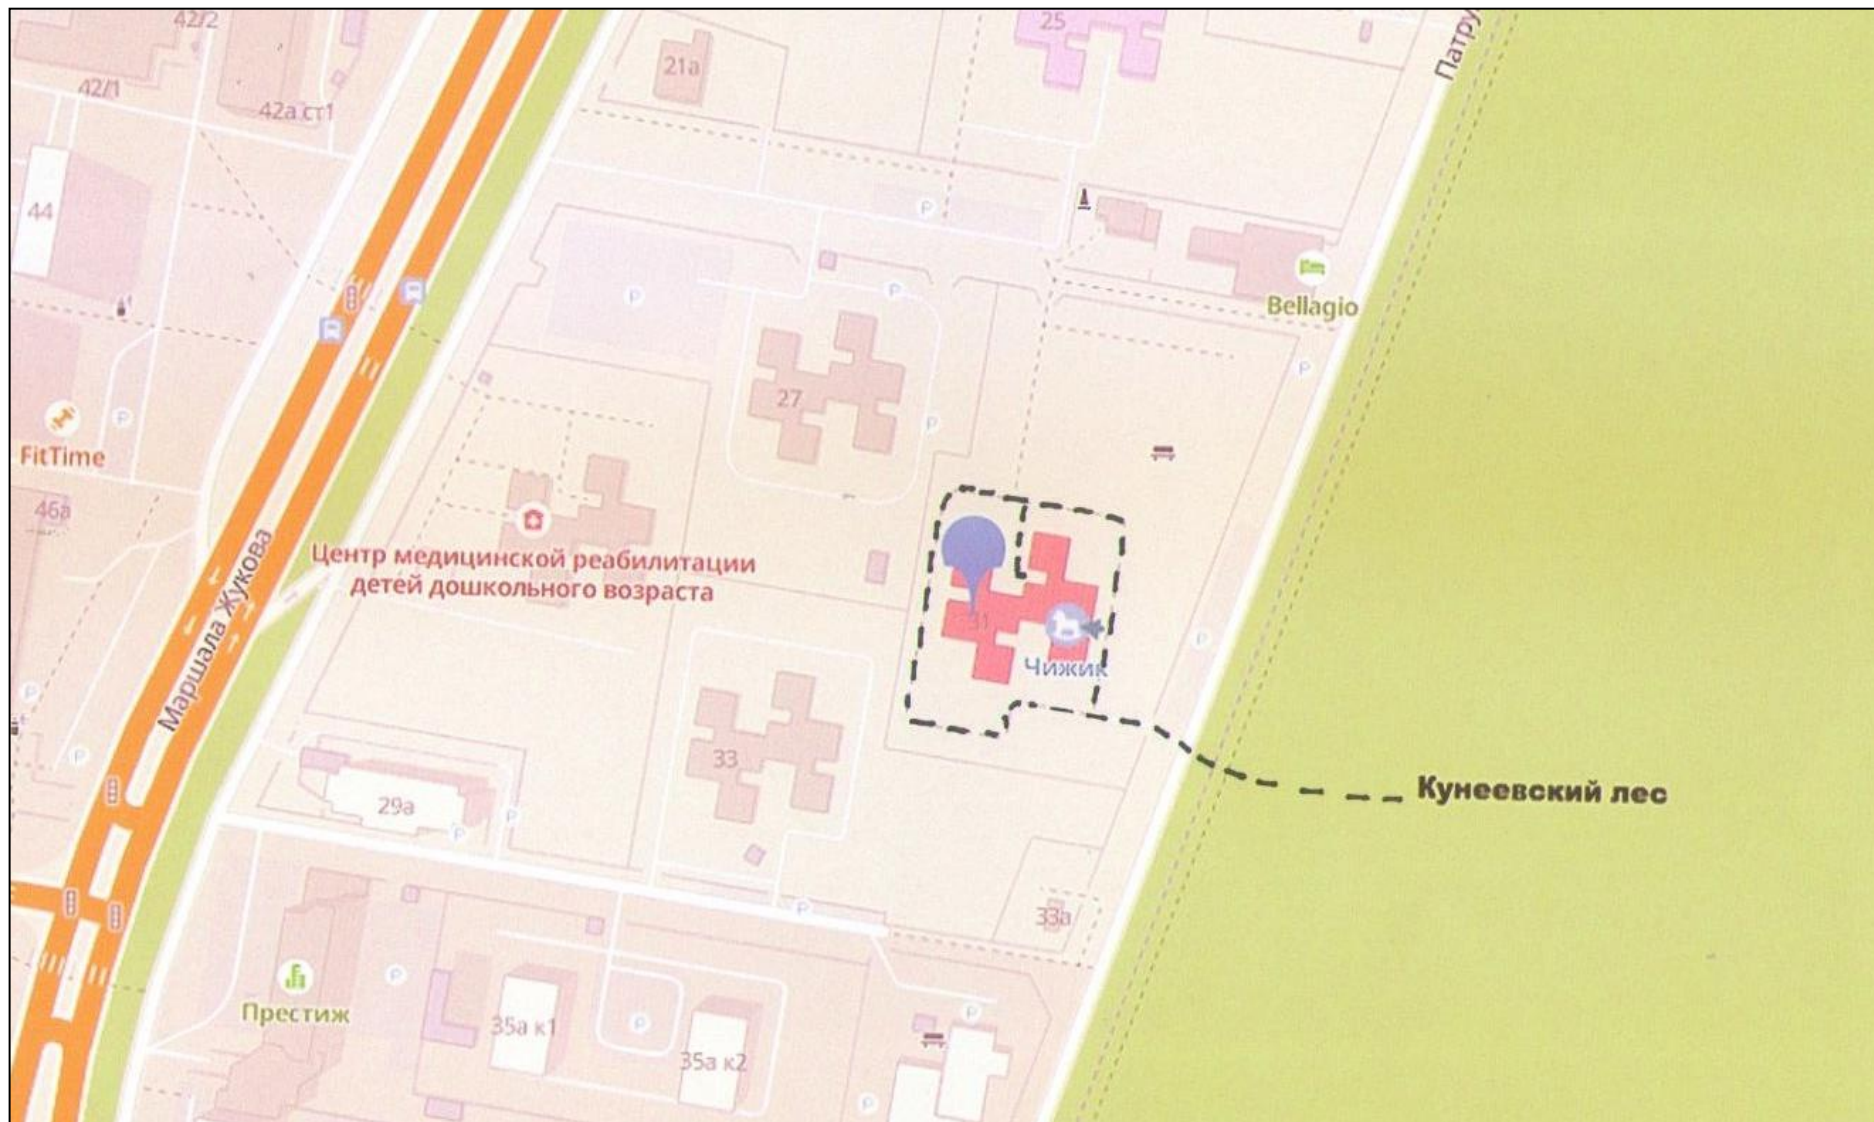 42/2
25
Патру
21а
42/1
42а ст1
44
P
P
P
Bellagio
P
27
P
P
P
FitTime
46а
Центр медицинской реабилитации
детей дошкольного возраста
31
P
Чижик
Маршала Жукова
P
P
33
Кунеевский лес
29а
P
P
P
33а
P
Престиж
35а к1
P
P
35а к2
P